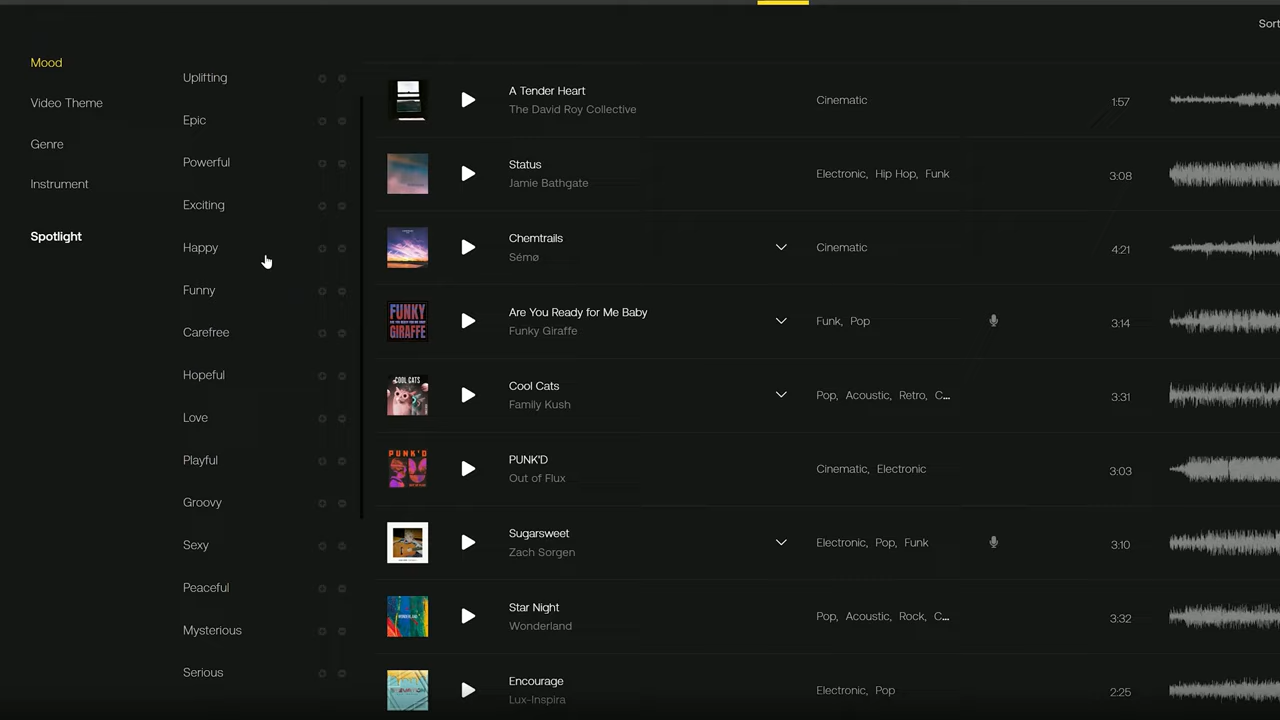 Sort
Mood
Video Theme
Genre
Instrument
Spotlight
Uplifting
Epic
Powerful
Exciting
Happy
Funny
Carefree
Hopeful
Love
Playful
Groovy
Sexy
Peaceful
Mysterious
Serious
A Tender Heart
The David Roy Collective
Cinematic
1:57
Status
Jamie Bathgate
Electronic, Hip Hop, Funk
3:08
Chemtrails
Sémø
Cinematic
4:21
FUNKY
GIRAFFE
Are You Ready for Me Baby
Funky Giraffe
Funk, Pop
3:14
COOL CATS
Cool Cats
Family Kush
Pop, Acoustic, Retro, C...
3:31
PUNK'D
PUNK'D
Out of Flux
Cinematic, Electronic
3:03
Sugarsweet
Zach Sorgen
Electronic, Pop, Funk
3:10
WONDERLAND
Star Night
Wonderland
Pop, Acoustic, Rock, C...
3:32
Encourage
Lux-Inspira
Electronic, Pop
2:25